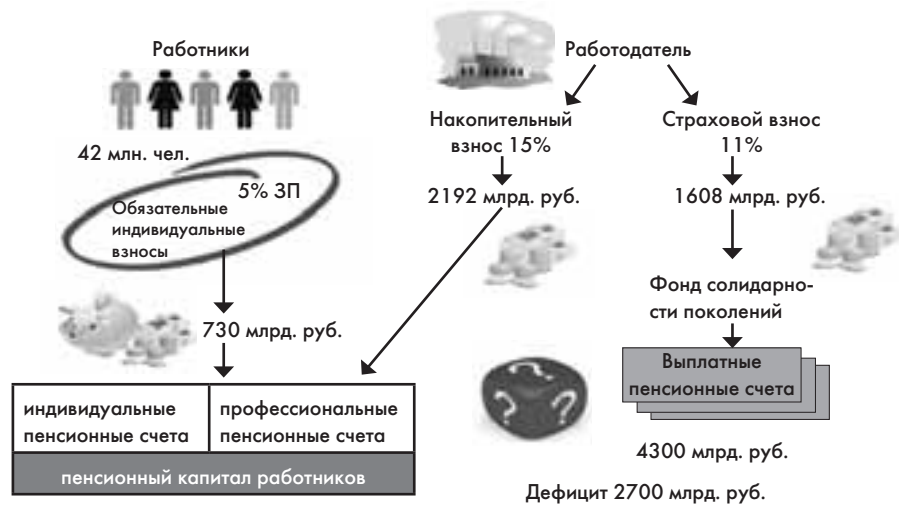 Работники
42 млн. чел.
5% ЗП
Обязательные
индивидуальные
взносы
730 млрд. руб.
Работодатель
Накопительный
взнос 15%
2192 млрд. руб.
Страховой взнос
11%
1608 млрд. руб.
Фонд солидарно-
сти поколений
Выплатные
пенсионные счета
4300 млрд. руб.
Дефицит 2700 млрд. руб.
индивидуальные
пенсионные счета
профессиональные
пенсионные счета
пенсионный капитал работников